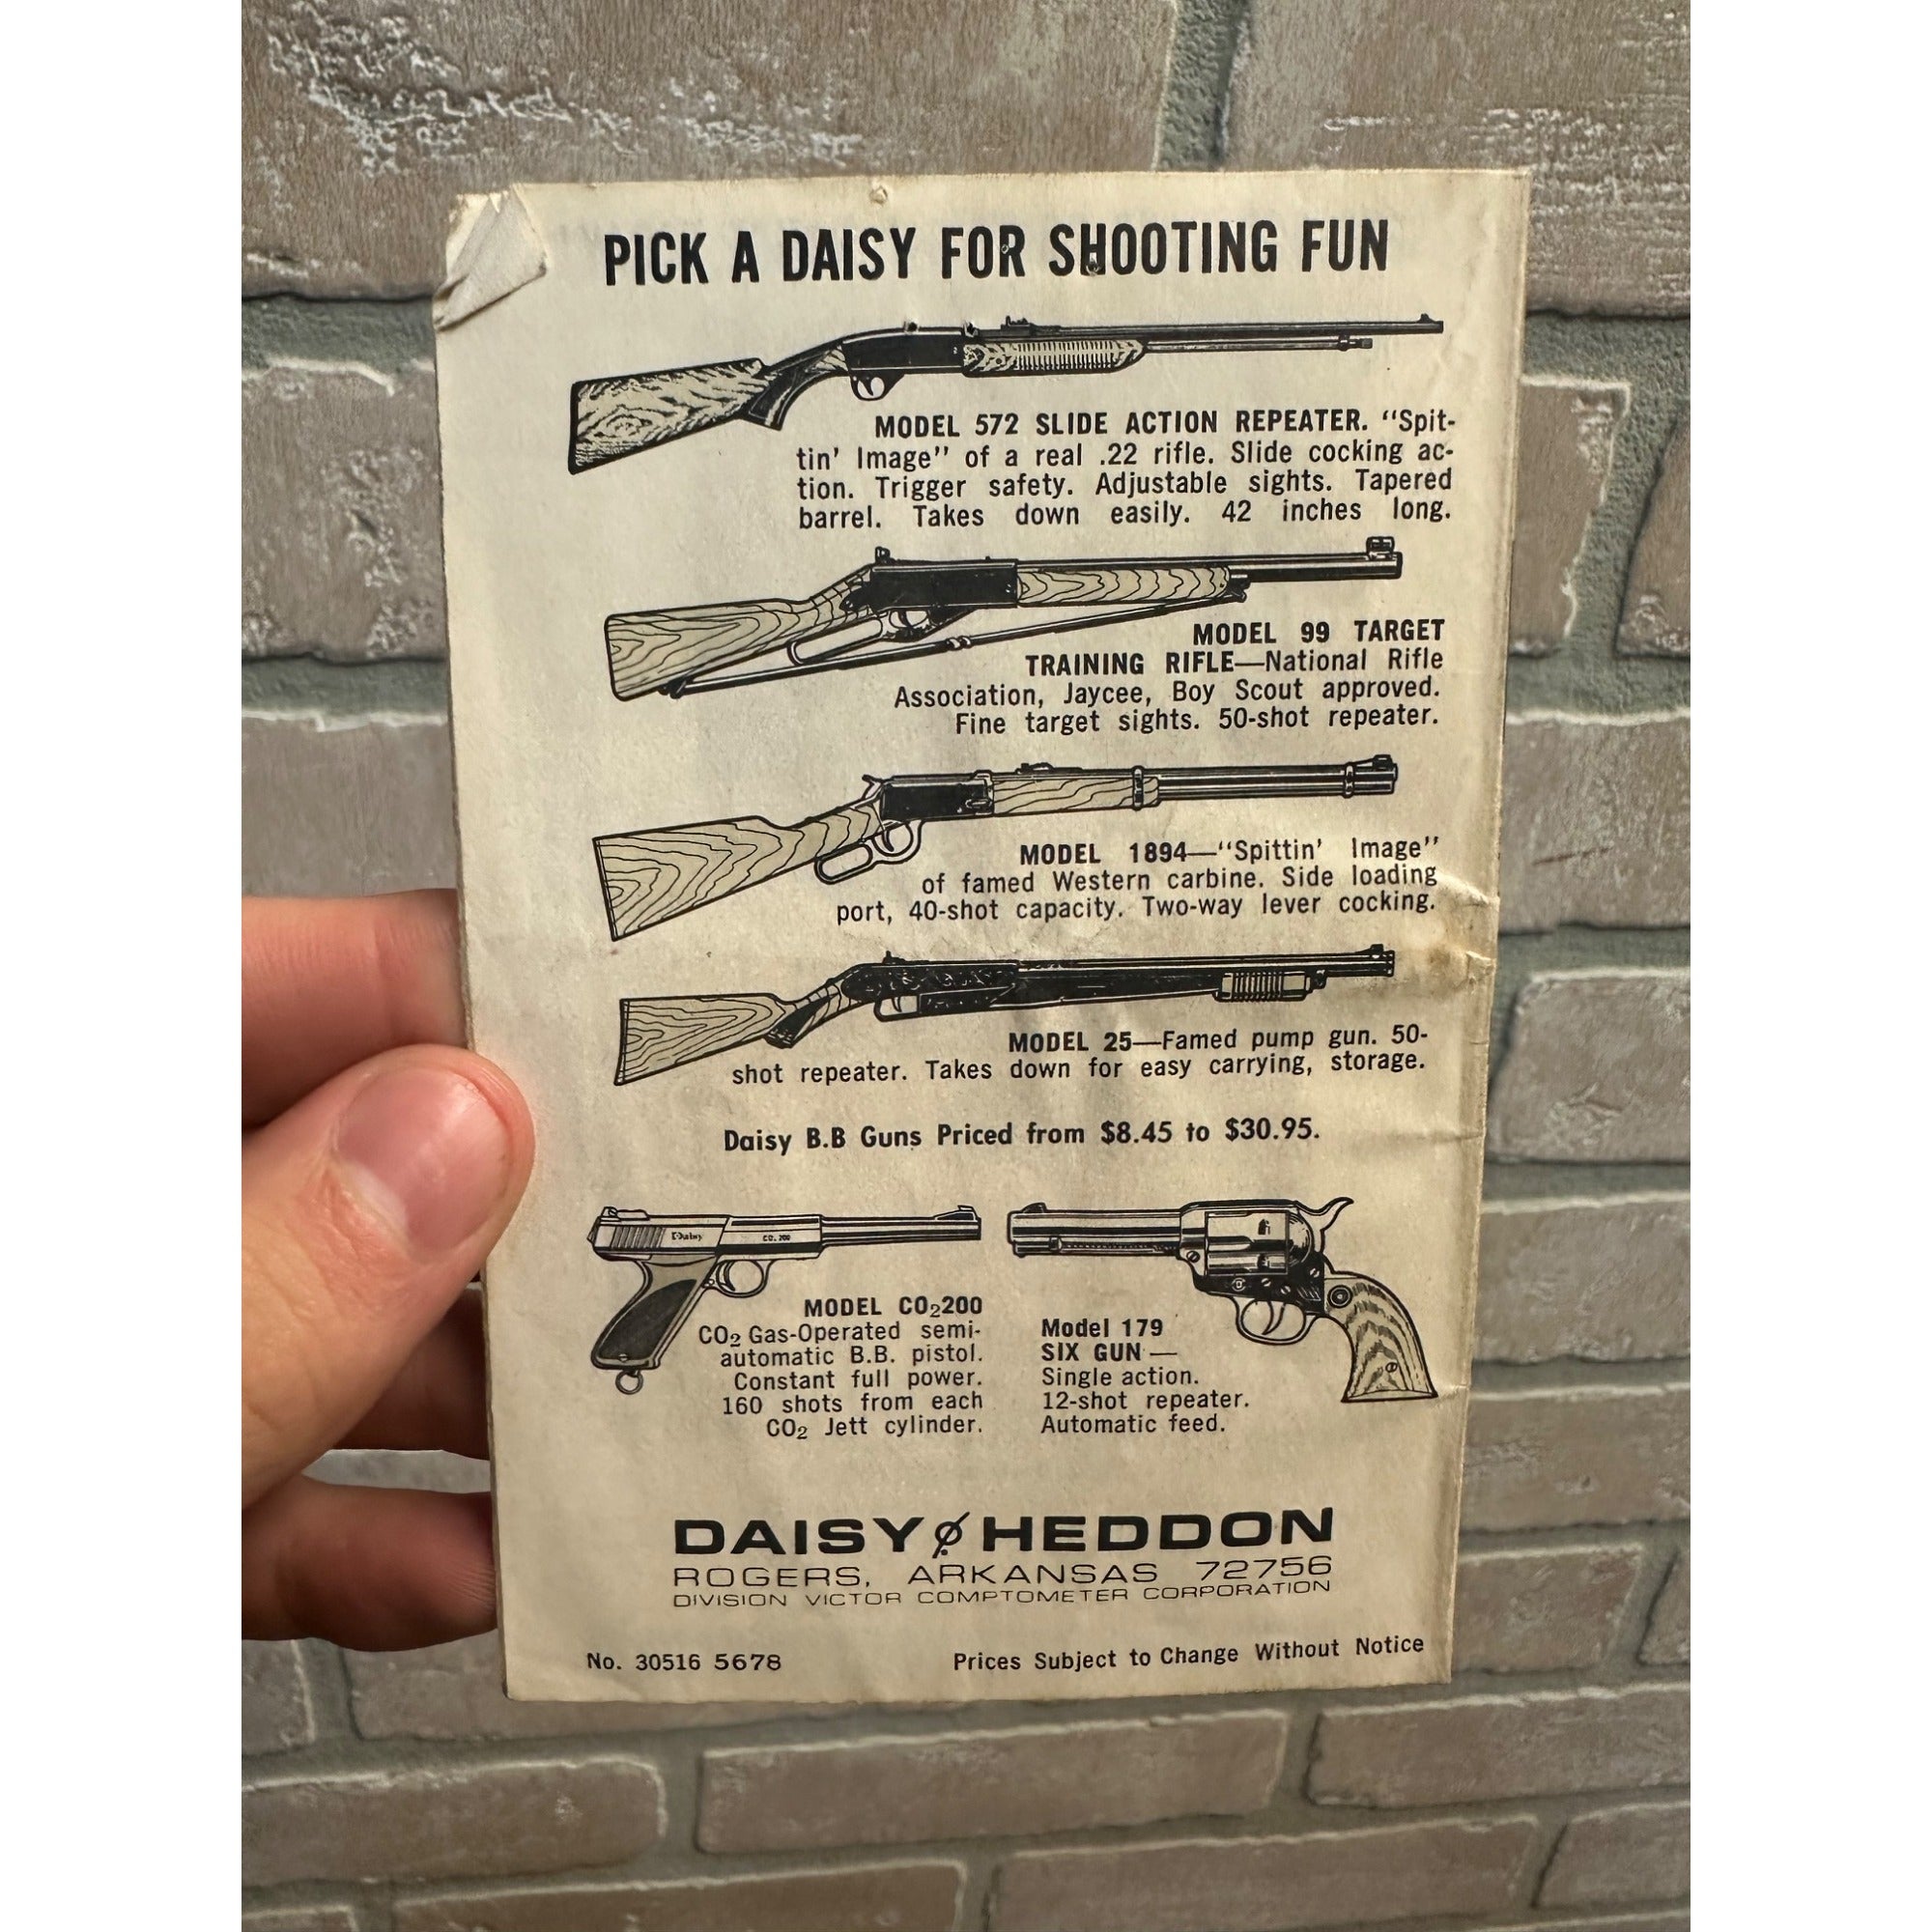 PICK A DAISY FOR SHOOTING FUN
MODEL 572 SLIDE ACTION REPEATER. "Spit-
tin' Image" of a real .22 rifle. Slide cocking ac-
tion. Trigger safety. Adjustable sights. Tapered
barrel. Takes down easily. 42 inches long.
MODEL 99 TARGET
TRAINING RIFLE—National Rifle
Association, Jaycee, Boy Scout approved.
Fine target sights. 50-shot repeater.
MODEL 1894—"Spittin' Image"
of famed Western carbine. Side loading
port, 40-shot capacity. Two-way lever cocking.
MODEL 25—Famed pump gun. 50-
shot repeater. Takes down for easy carrying, storage.
Daisy B.B Guns Priced from $8.45 to $30.95.
Daisy CO₂ 200
MODEL CO₂200
CO₂ Gas-Operated semi-
automatic B.B. pistol.
Constant full power.
160 shots from each
CO₂ Jett cylinder.
Model 179
SIX GUN —
Single action.
12-shot repeater.
Automatic feed.
DAISY HEDDON
ROGERS, ARKANSAS 72756
DIVISION VICTOR COMPTOMETER CORPORATION
No. 30516 5678 Prices Subject to Change Without Notice